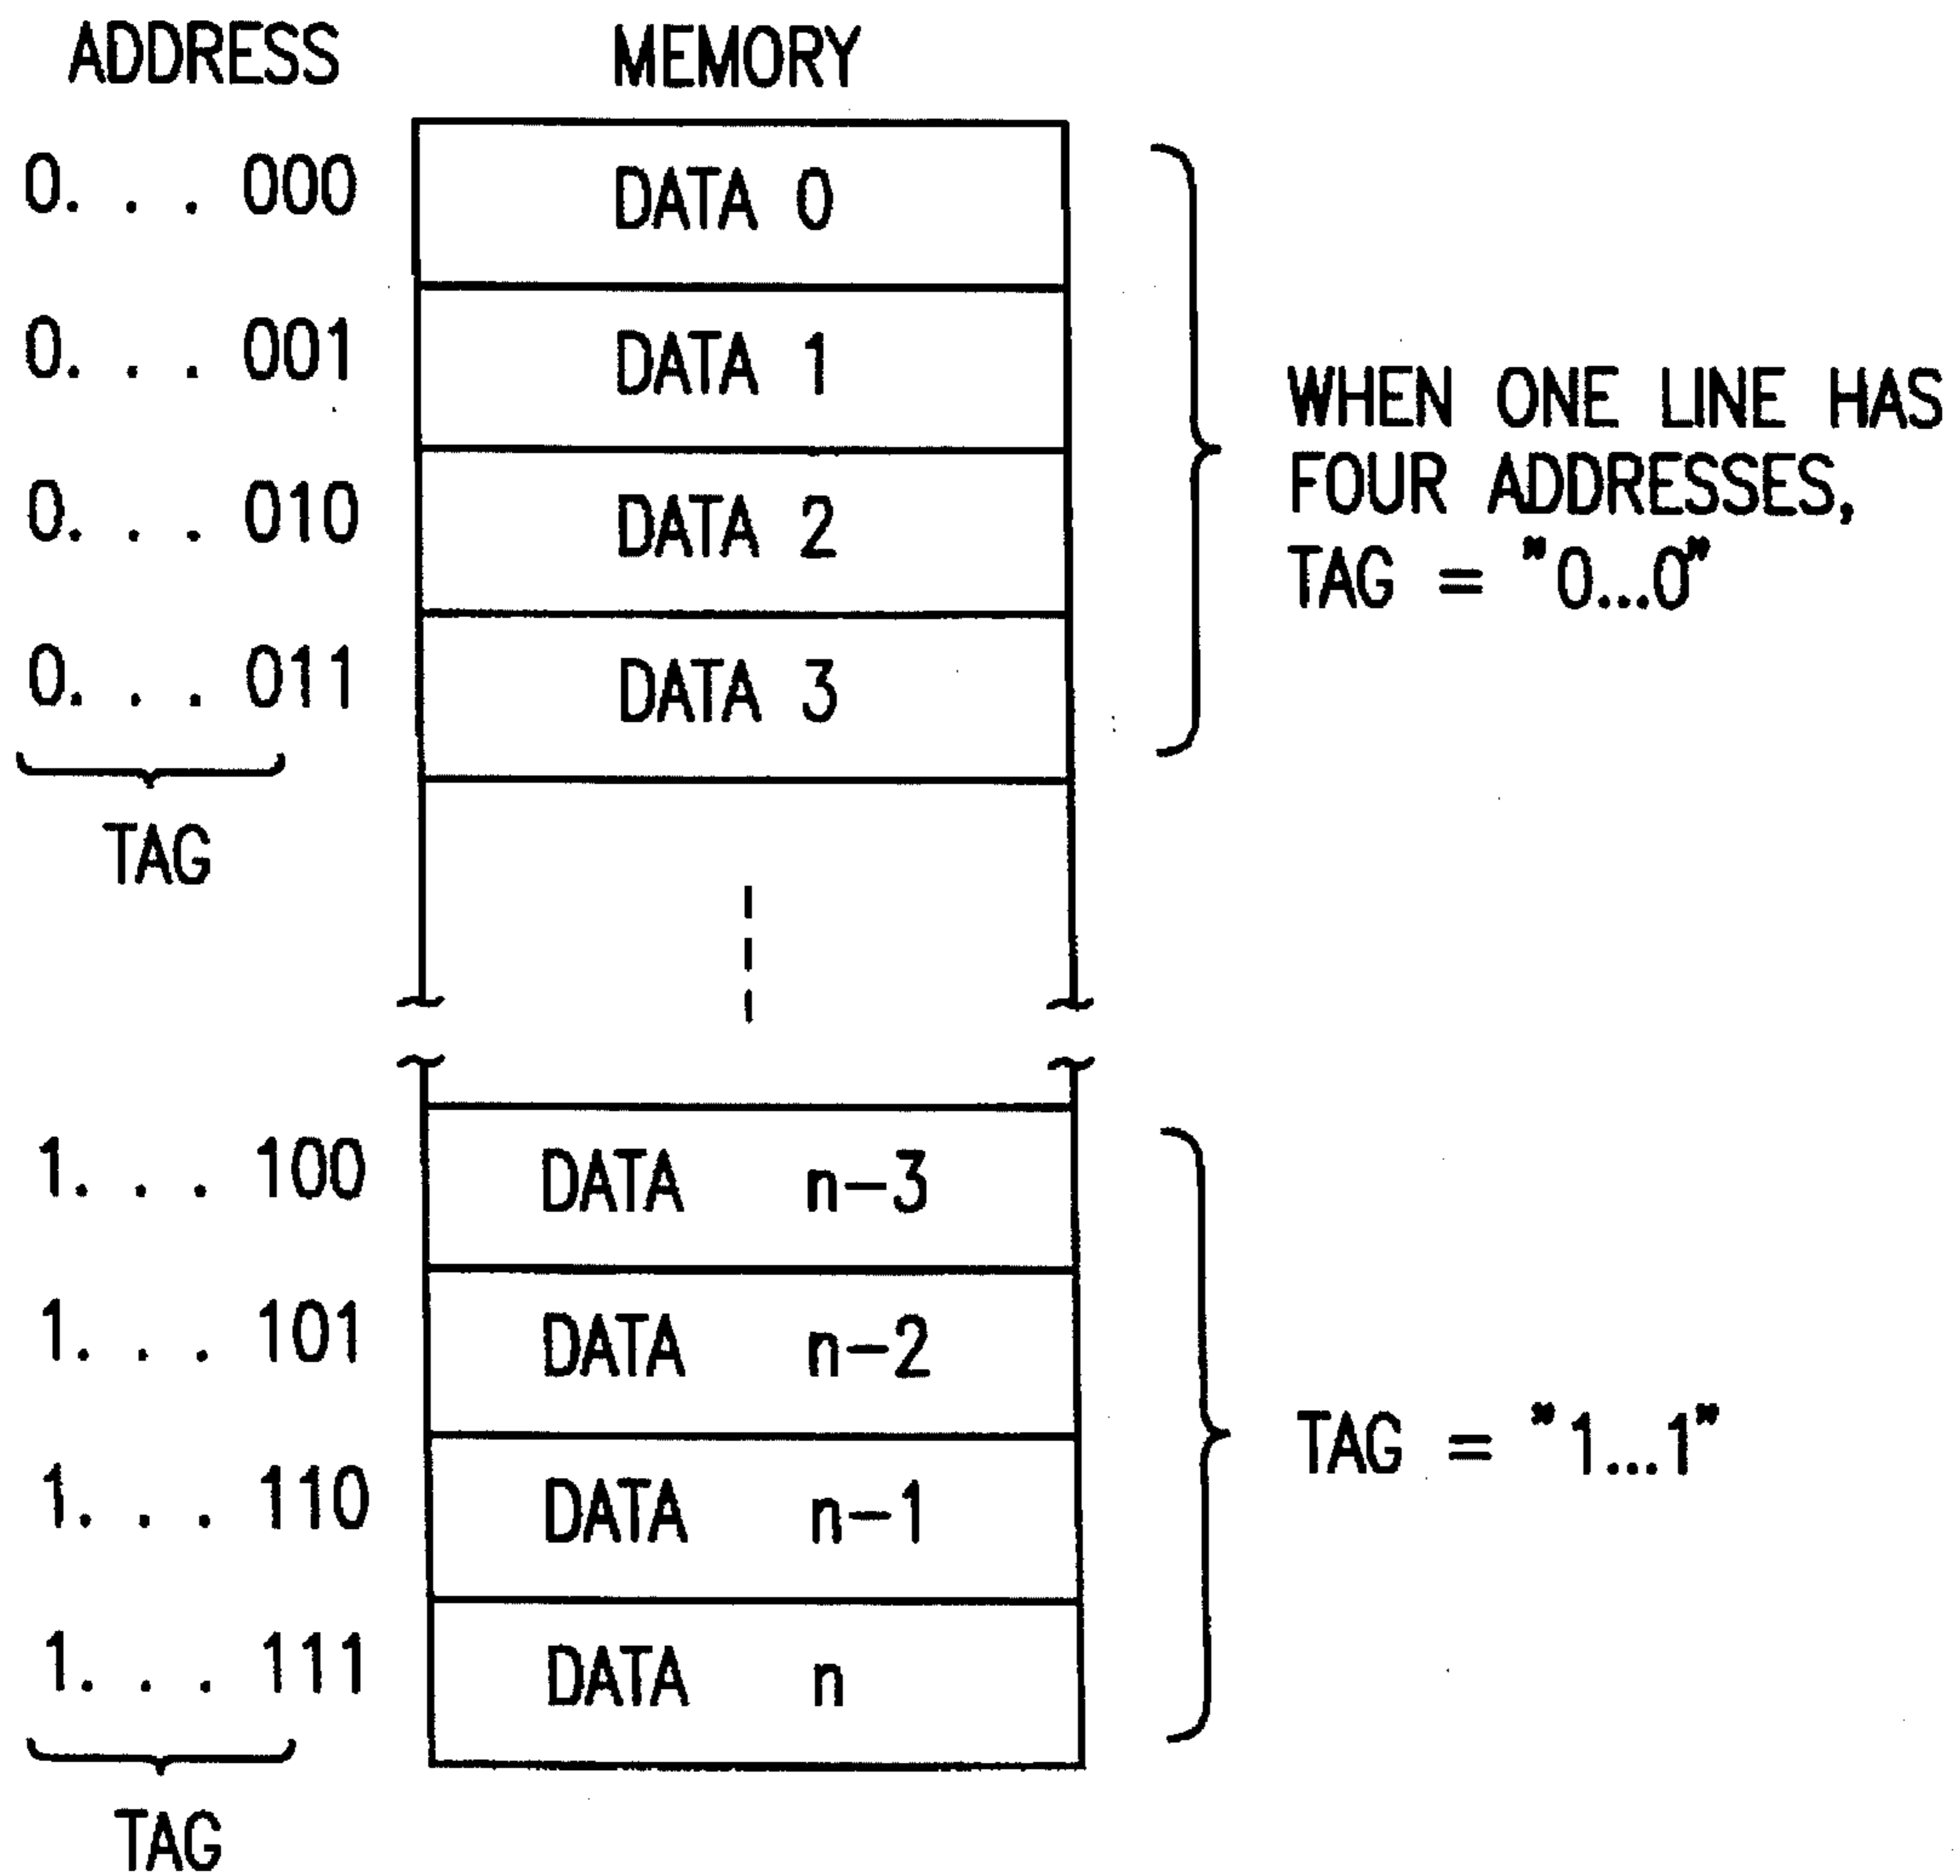 ADDRESS MEMORY
0. . . 000 DATA 0
0. . . 001 DATA 1
WHEN ONE LINE HAS
FOUR ADDRESSES,
TAG = "0...0"
0. . . 010 DATA 2
0. . . 011 DATA 3
TAG
1. . . 100 DATA n-3
1. . . 101 DATA n-2
TAG = "1...1"
1. . . 110 DATA n-1
1. . . 111 DATA n
TAG